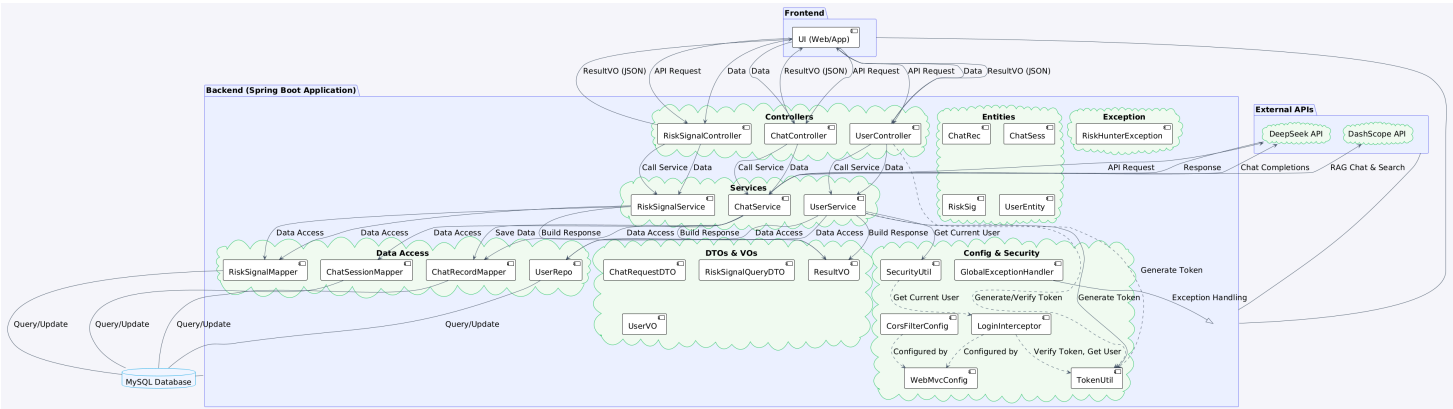 Frontend
UI (Web/App)
ResultVO (JSON)
API Request
Data
Data
ResultVO (JSON)
API Request
API Request
Data
ResultVO (JSON)
Backend (Spring Boot Application)
External APIs
Controllers
Entities
Exception
RiskSignalController
ChatController
UserController
ChatRec
ChatSess
RiskHunterException
DeepSeek API
DashScope API
Call Service
Data
Call Service
Data
Call Service
Data
API Request
Response
Chat Completions
RAG Chat & Search
Services
RiskSignalService
ChatService
UserService
RiskSig
UserEntity
Data Access
Data Access
Data Access
Save Data
Build Response
Data Access
Build Response
Data Access
Data Access
Build Response
Get Current User
Data Access
DTOs & VOs
Config & Security
RiskSignalMapper
ChatSessionMapper
ChatRecordMapper
UserRepo
ChatRequestDTO
RiskSignalQueryDTO
ResultVO
SecurityUtil
GlobalExceptionHandler
Generate Token
Get Current User
Generate/Verify Token
Generate Token
Exception Handling
Query/Update
Query/Update
Query/Update
Query/Update
UserVO
CorsFilterConfig
LoginInterceptor
Configured by
Configured by
Verify Token, Get User
MySQL Database
WebMvcConfig
TokenUtil